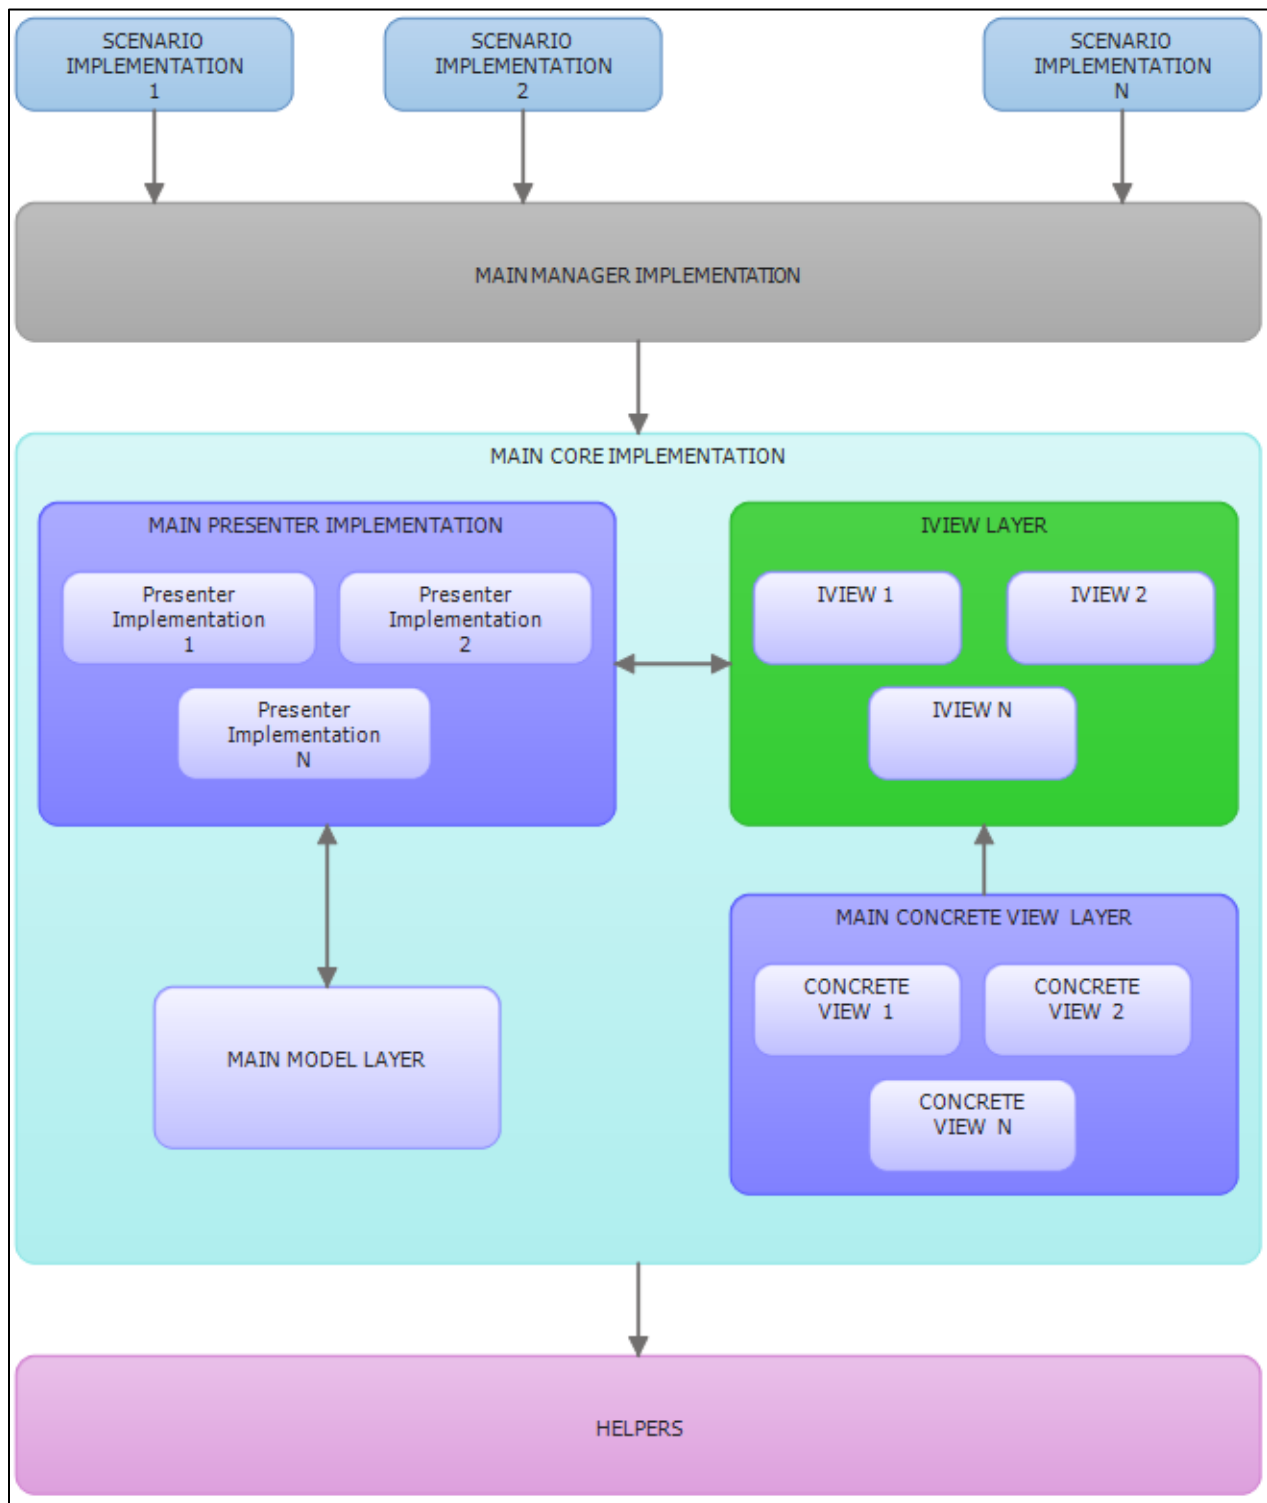 SCENARIO
IMPLEMENTATION
1
SCENARIO
IMPLEMENTATION
2
SCENARIO
IMPLEMENTATION
N
MAIN MANAGER IMPLEMENTATION
MAIN CORE IMPLEMENTATION
MAIN PRESENTER IMPLEMENTATION
Presenter
Implementation
1
Presenter
Implementation
2
Presenter
Implementation
N
IVIEW LAYER
IVIEW 1
IVIEW 2
IVIEW N
MAIN MODEL LAYER
MAIN CONCRETE VIEW LAYER
CONCRETE
VIEW 1
CONCRETE
VIEW 2
CONCRETE
VIEW N
HELPERS